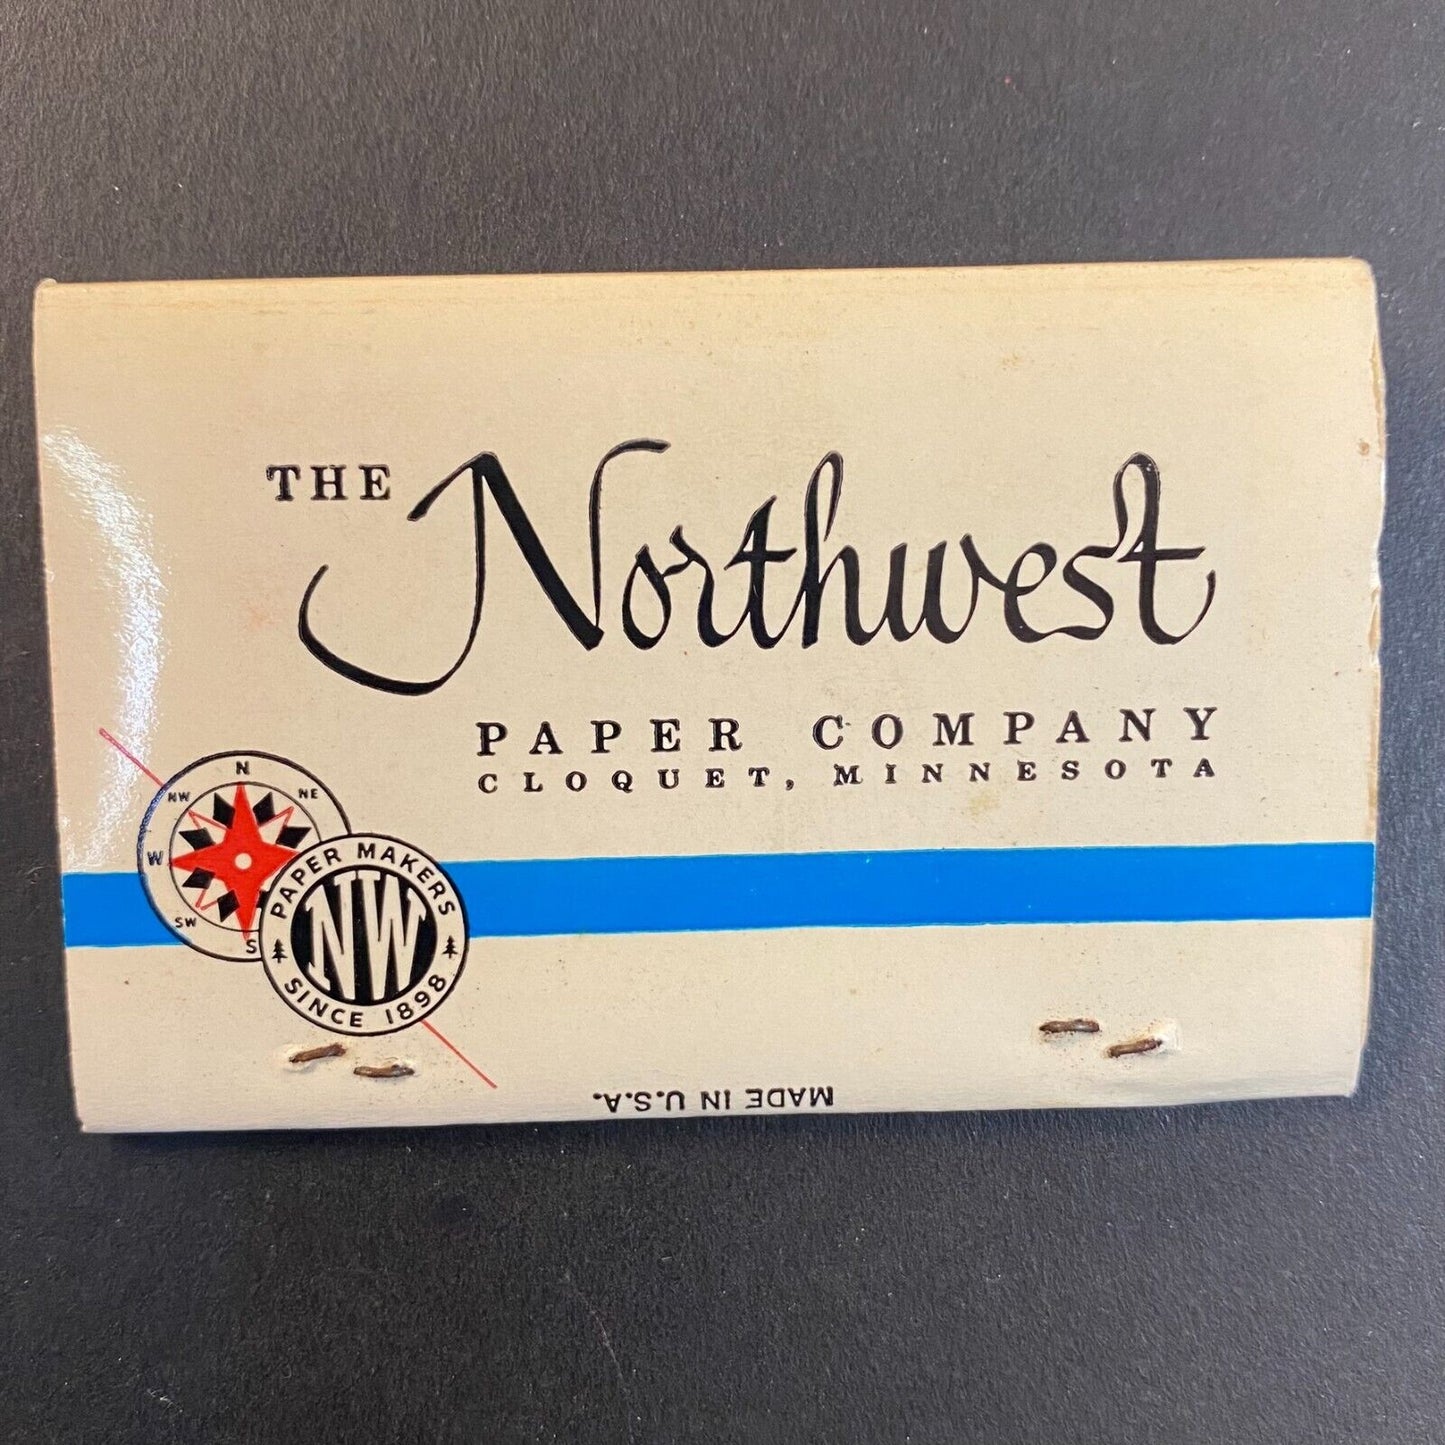 THE Northwest
PAPER COMPANY
CLOQUET, MINNESOTA
N
NW
NE
W
SW
S
PAPER MAKERS
NW
SINCE 1898
MADE IN U.S.A.